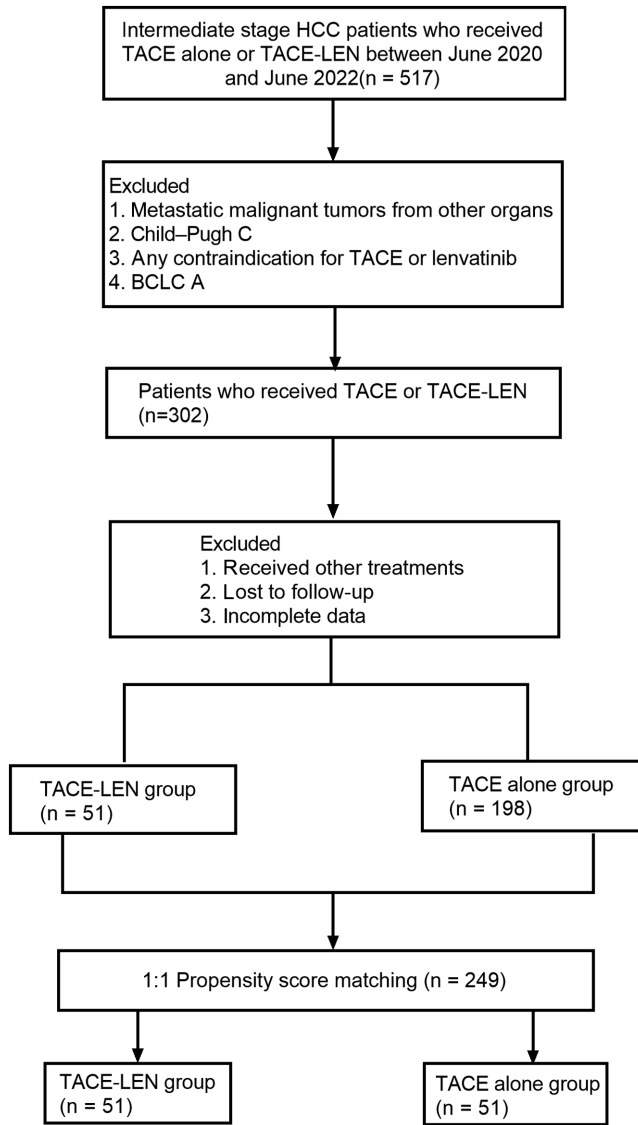 Intermediate stage HCC patients who received
TACE alone or TACE-LEN between June 2020
and June 2022(n = 517)
Excluded
1. Metastatic malignant tumors from other organs
2. Child–Pugh C
3. Any contraindication for TACE or lenvatinib
4. BCLC A
Patients who received TACE or TACE-LEN
(n=302)
Excluded
1. Received other treatments
2. Lost to follow-up
3. Incomplete data
TACE-LEN group
(n = 51)
TACE alone group
(n = 198)
1:1 Propensity score matching (n = 249)
TACE-LEN group
(n = 51)
TACE alone group
(n = 51)